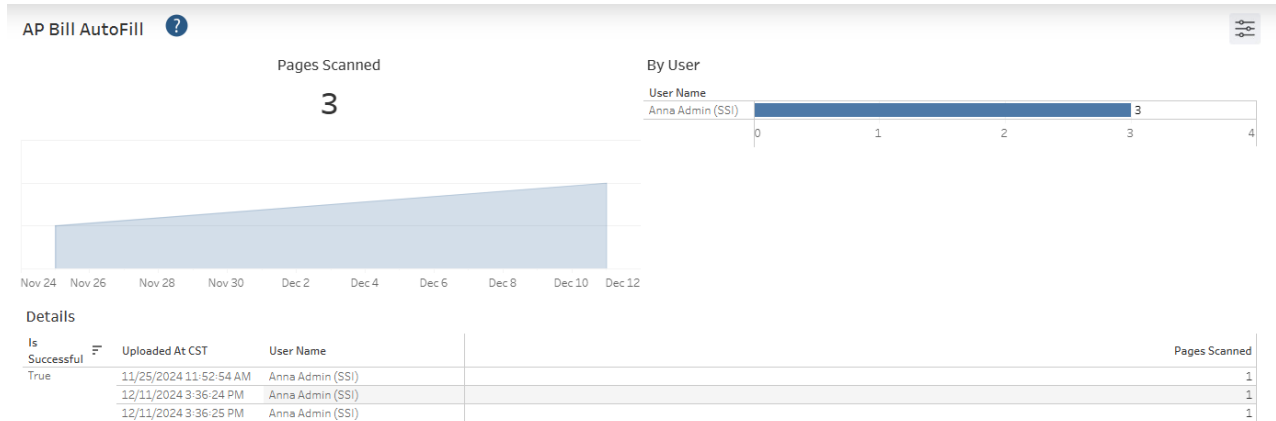 AP Bill AutoFill ?
Pages Scanned
3
Nov 24 Nov 26 Nov 28 Nov 30 Dec 2 Dec 4 Dec 6 Dec 8 Dec 10 Dec 12
By User
User Name
Anna Admin (SSI) 3
0 1 2 3 4
Details
Is
Successful Uploaded At CST User Name Pages Scanned
True 11/25/2024 11:52:54 AM Anna Admin (SSI) 1
12/11/2024 3:36:24 PM Anna Admin (SSI) 1
12/11/2024 3:36:25 PM Anna Admin (SSI) 1